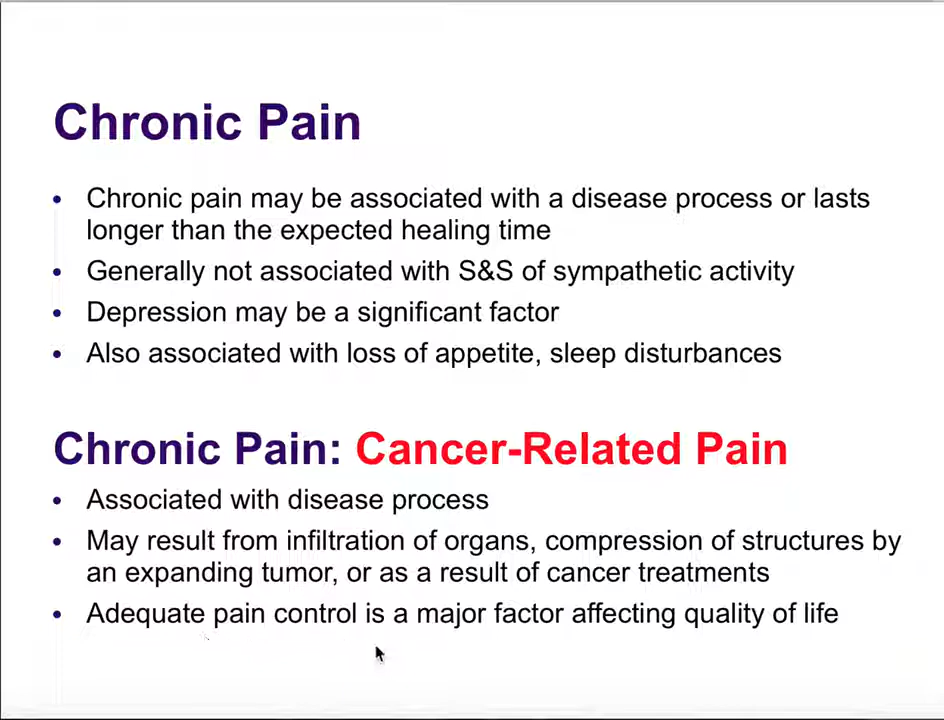 Chronic Pain
• Chronic pain may be associated with a disease process or lasts
longer than the expected healing time
• Generally not associated with S&S of sympathetic activity
• Depression may be a significant factor
• Also associated with loss of appetite, sleep disturbances
Chronic Pain: Cancer-Related Pain
• Associated with disease process
• May result from infiltration of organs, compression of structures by
an expanding tumor, or as a result of cancer treatments
• Adequate pain control is a major factor affecting quality of life